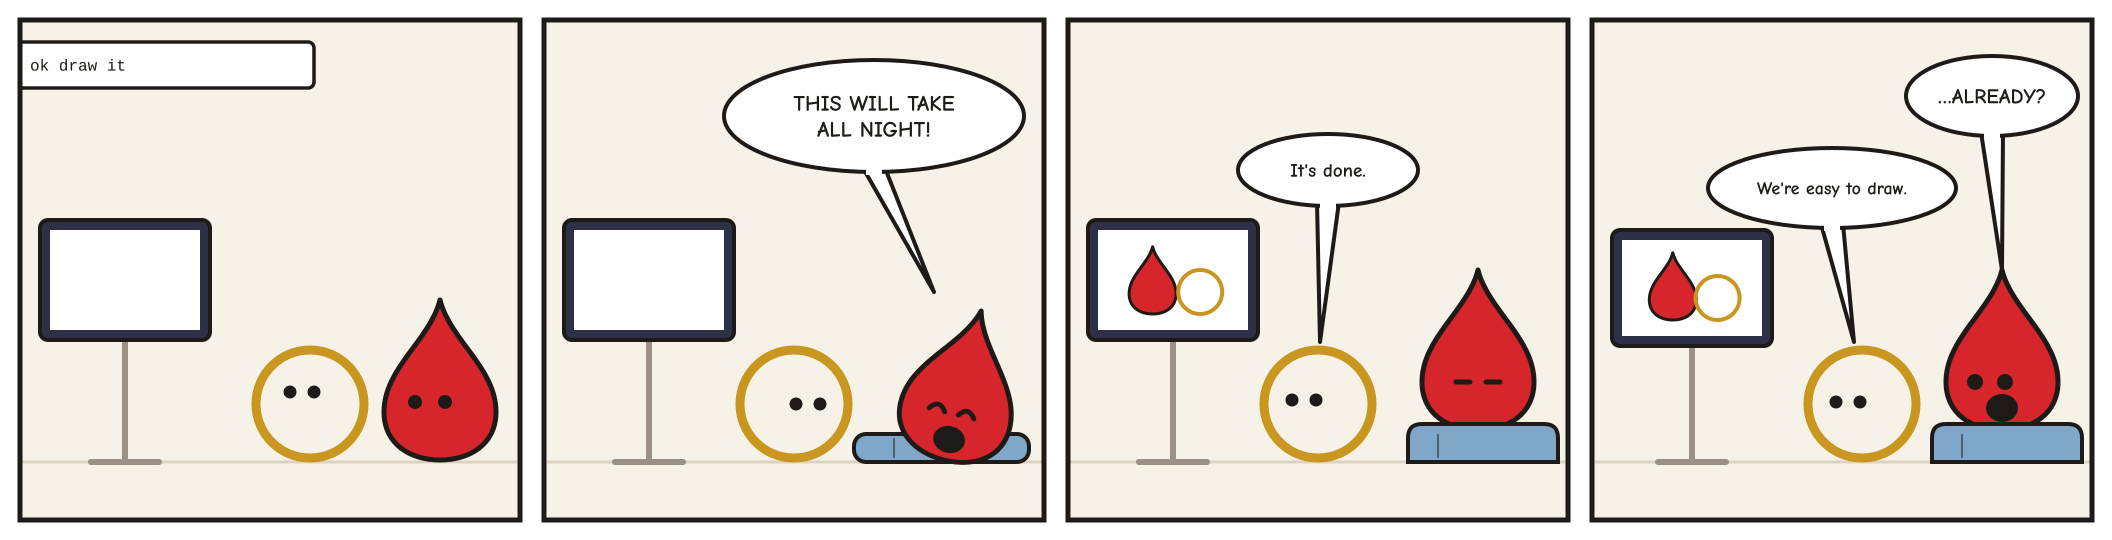 ok draw it
THIS WILL TAKE
ALL NIGHT!
It's done.
We're easy to draw.
...ALREADY?